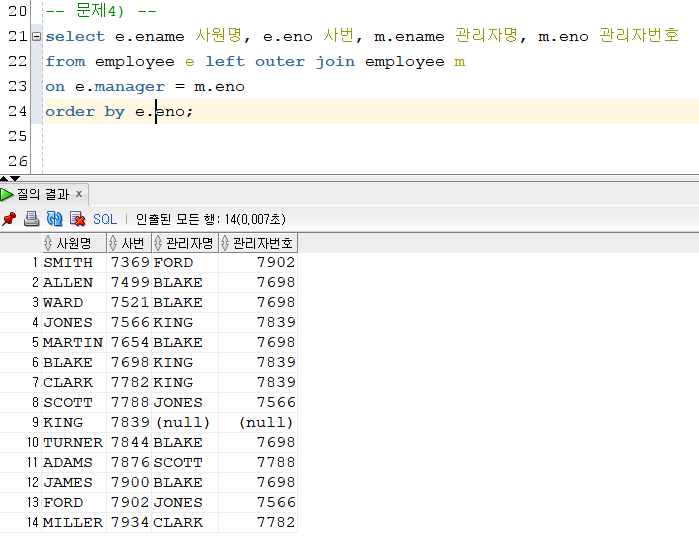 20 -- 문제4) --
21 select e.ename 사원명, e.eno 사번, m.ename 관리자명, m.eno 관리자번호
22 from employee e left outer join employee m
23 on e.manager = m.eno
24 order by e.eno;
25
26
질의 결과 x
SQL | 인출된 모든 행: 14(0,007초)
사원명 사번 관리자명 관리자번호
1 SMITH 7369 FORD 7902
2 ALLEN 7499 BLAKE 7698
3 WARD 7521 BLAKE 7698
4 JONES 7566 KING 7839
5 MARTIN 7654 BLAKE 7698
6 BLAKE 7698 KING 7839
7 CLARK 7782 KING 7839
8 SCOTT 7788 JONES 7566
9 KING 7839 (null) (null)
10 TURNER 7844 BLAKE 7698
11 ADAMS 7876 SCOTT 7788
12 JAMES 7900 BLAKE 7698
13 FORD 7902 JONES 7566
14 MILLER 7934 CLARK 7782